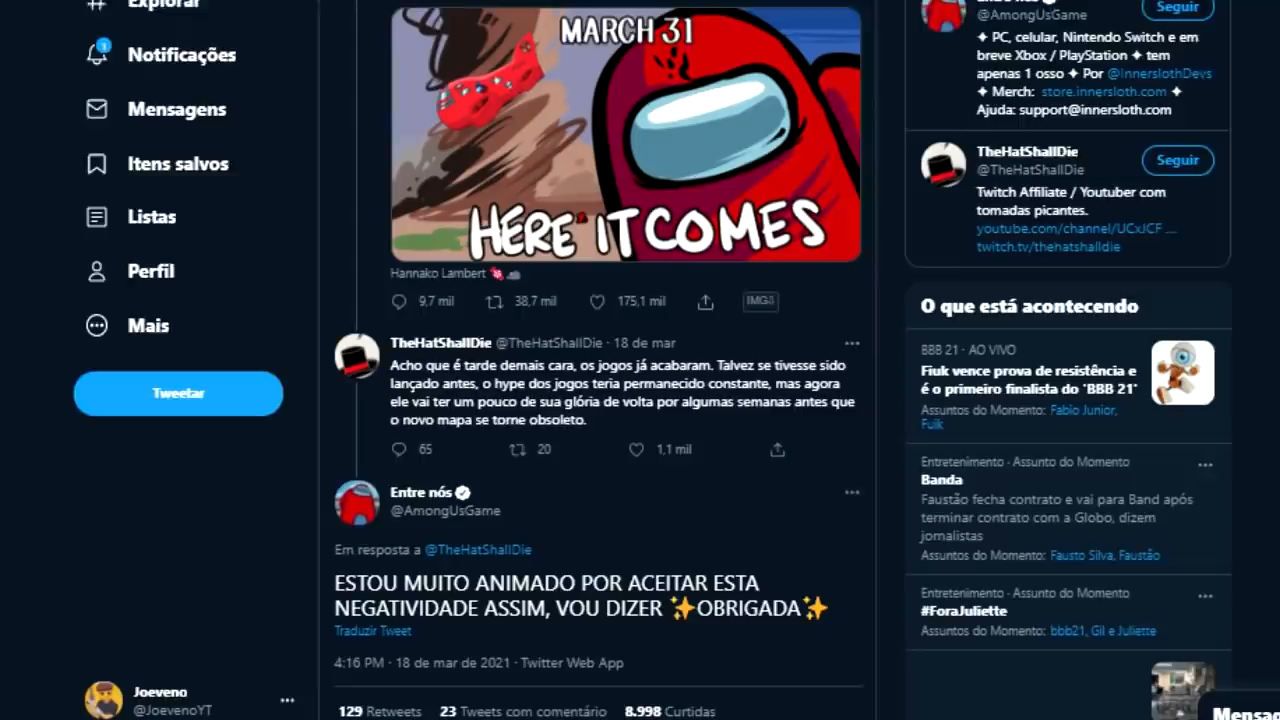 Explorar
3
Notificações
Mensagens
Itens salvos
Listas
Perfil
Mais
Tweetar
Joeveno
@JoevenoYT
MARCH 31
HERE IT COMES
Hannako Lambert
9,7 mil
38,7 mil
175,1 mil
TheHatShallDie @TheHatShallDie · 18 de mar
Acho que é tarde demais cara, os jogos já acabaram. Talvez se tivesse sido
lançado antes, o hype dos jogos teria permanecido constante, mas agora
ele vai ter um pouco de sua glória de volta por algumas semanas antes que
o novo mapa se torne obsoleto.
65
20
1,1 mil
Entre nós
@AmongUsGame
Em resposta a @TheHatShallDie
ESTOU MUITO ANIMADO POR ACEITAR ESTA
NEGATIVIDADE ASSIM, VOU DIZER ✨OBRIGADA✨
Traduzir Tweet
4:16 PM · 18 de mar de 2021 · Twitter Web App
129 Retweets 23 Tweets com comentário 8.998 Curtidas
@AmongUsGame
Seguir
✦ PC, celular, Nintendo Switch e em
breve Xbox / PlayStation ✦ tem
apenas 1 osso ✦ Por @InnerslothDevs
✦ Merch: store.innersloth.com ✦
Ajuda: support@innersloth.com
TheHatShallDie
@TheHatShallDie
Seguir
Twitch Affiliate / Youtuber com
tomadas picantes.
youtube.com/channel/UCxJCF ...
twitch.tv/thehatshalldie
O que está acontecendo
BBB 21 · AO VIVO
Fiuk vence prova de resistência e
é o primeiro finalista do 'BBB 21'
Assuntos do Momento: Fabio Junior,
Fuik
Entretenimento · Assunto do Momento
Banda
Faustão fecha contrato e vai para Band após
terminar contrato com a Globo, dizem
jornalistas
Assuntos do Momento: Fausto Silva, Faustão
Entretenimento · Assunto do Momento
#ForaJuliette
Assuntos do Momento: bbb21, Gil e Juliette